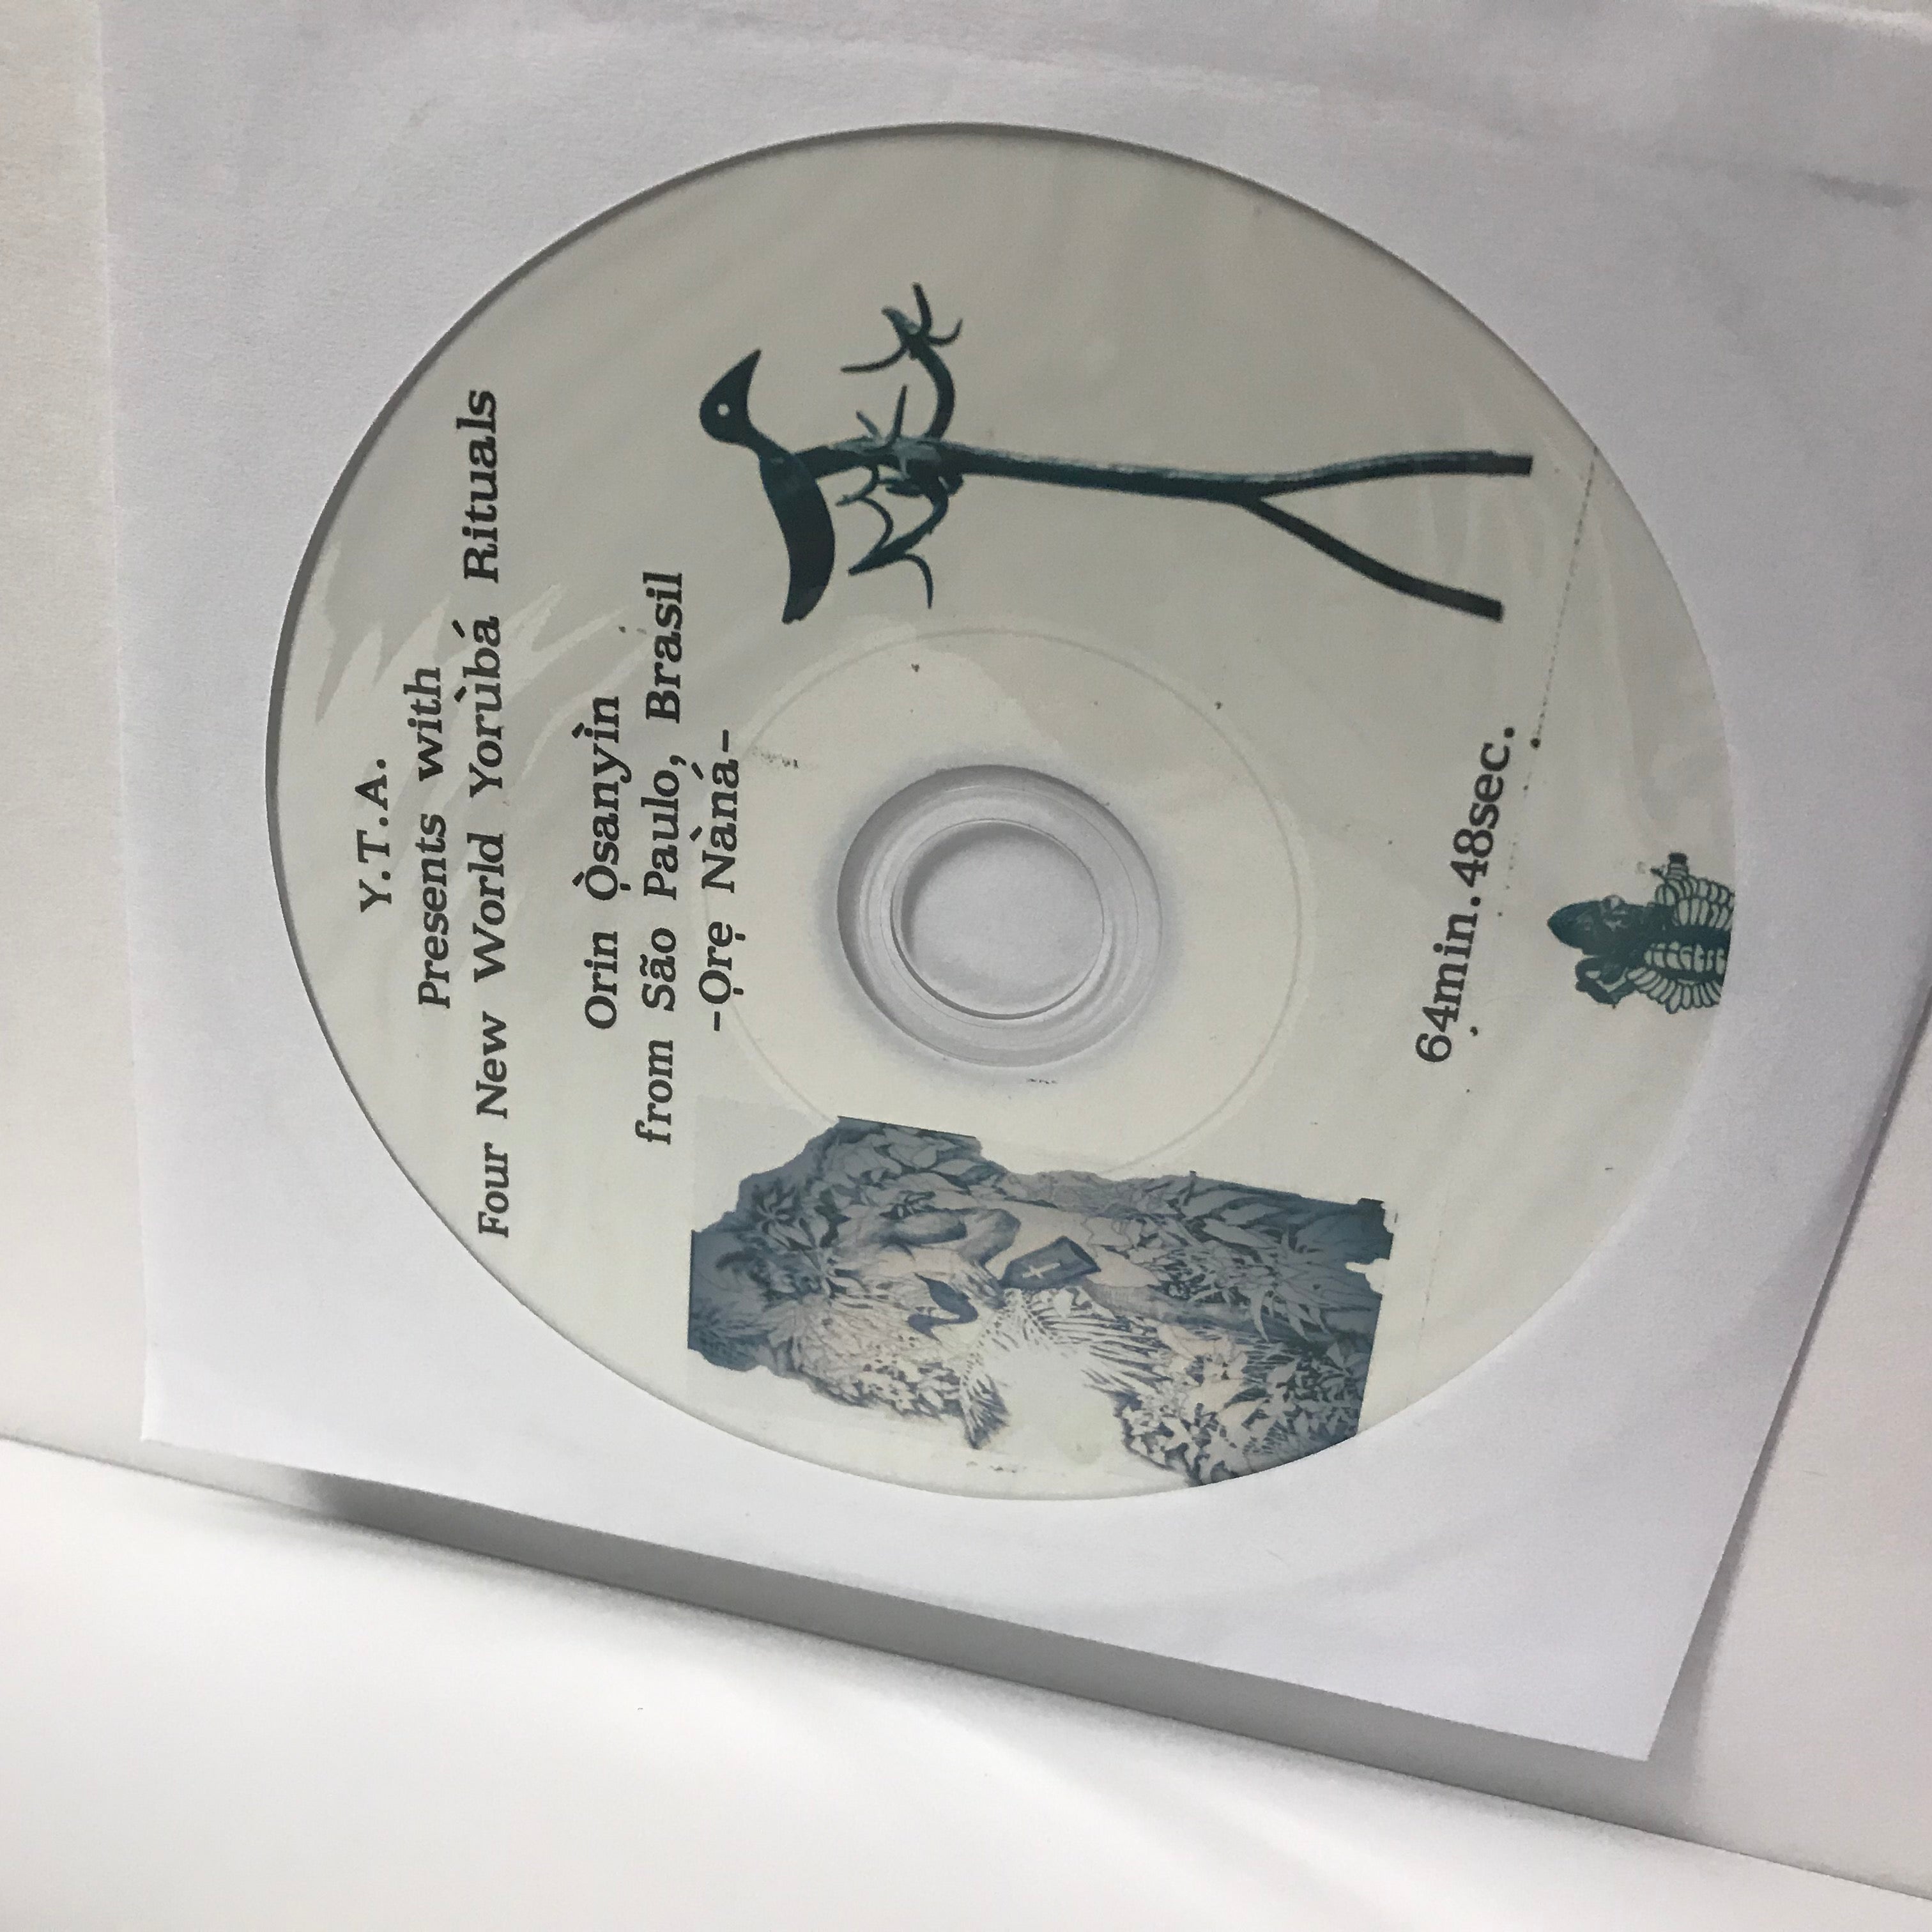 Y.T.A.
Presents with
Four New World Yorùbá Rituals
Orin Ọ̀sanyìn
from São Paulo, Brasil
-Ọrẹ Nàná-
64min.48sec.